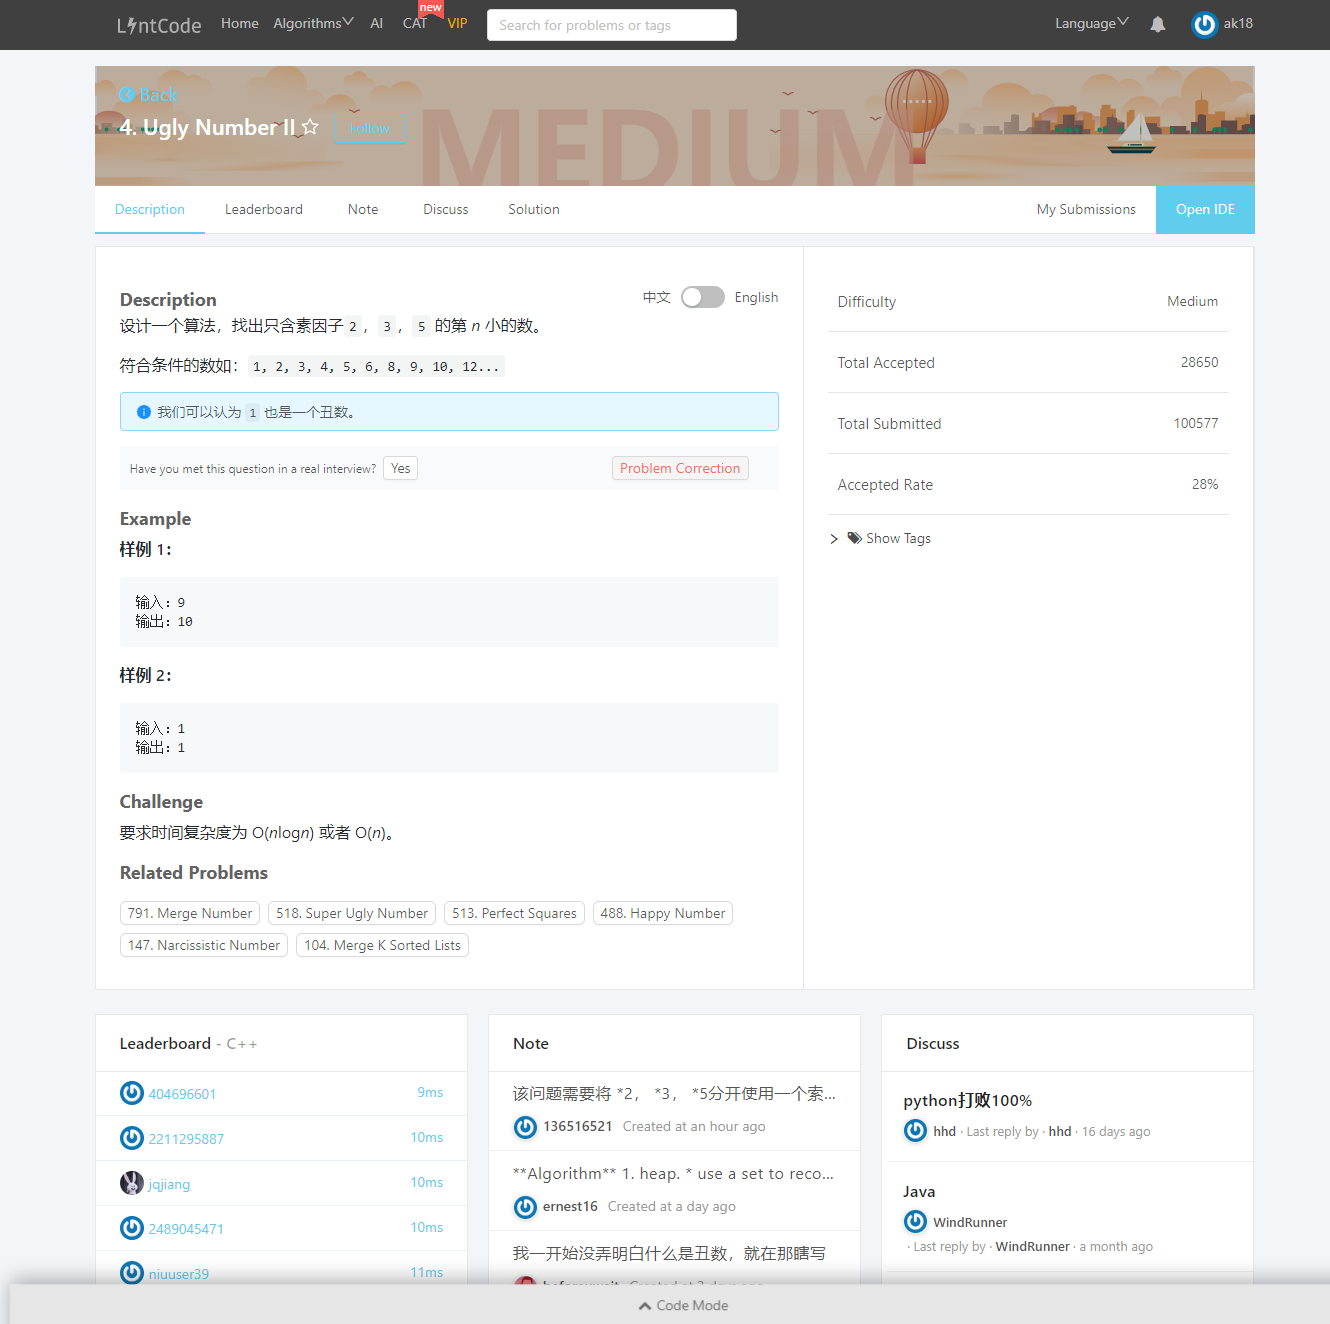 LintCode Home Algorithms AI CAT new VIP Search for problems or tags Language ak18
Back
4. Ugly Number II Follow
MEDIUM
Description Leaderboard Note Discuss Solution My Submissions Open IDE
Description 中文 English
设计一个算法，找出只含素因子 2 ， 3 ， 5 的第 n 小的数。
符合条件的数如： 1, 2, 3, 4, 5, 6, 8, 9, 10, 12...
我们可以认为 1 也是一个丑数。
Have you met this question in a real interview? Yes Problem Correction
Example
样例 1：
输入：9
输出：10
样例 2：
输入：1
输出：1
Challenge
要求时间复杂度为 O(nlogn) 或者 O(n)。
Related Problems
791. Merge Number 518. Super Ugly Number 513. Perfect Squares 488. Happy Number
147. Narcissistic Number 104. Merge K Sorted Lists
Difficulty Medium
Total Accepted 28650
Total Submitted 100577
Accepted Rate 28%
Show Tags
Leaderboard - C++
404696601 9ms
2211295887 10ms
jqjiang 10ms
2489045471 10ms
niuuser39 11ms
Note
该问题需要将 *2， *3， *5分开使用一个索...
136516521 Created at an hour ago
**Algorithm** 1. heap. * use a set to reco...
ernest16 Created at a day ago
我一开始没弄明白什么是丑数，就在那瞎写
Discuss
python打败100%
hhd · Last reply by · hhd · 16 days ago
Java
WindRunner
· Last reply by · WindRunner · a month ago
Code Mode